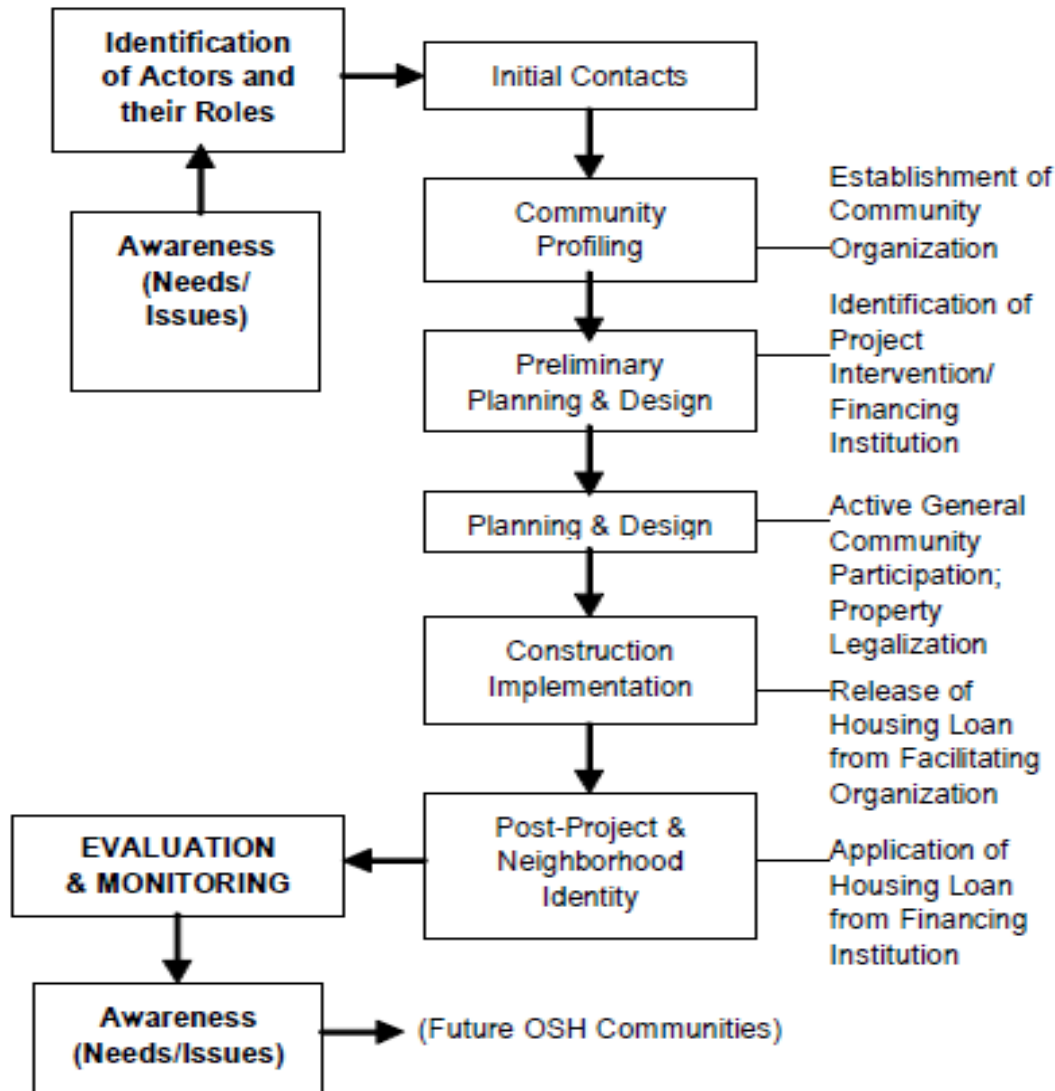 Identification
of Actors and
their Roles
Initial Contacts
Awareness
(Needs/
Issues)
Community
Profiling
Establishment of
Community
Organization
Preliminary
Planning & Design
Identification of
Project
Intervention/
Financing
Institution
Planning & Design
Active General
Community
Participation;
Property
Legalization
Construction
Implementation
Release of
Housing Loan
from Facilitating
Organization
Post-Project &
Neighborhood
Identity
Application of
Housing Loan
from Financing
Institution
EVALUATION
& MONITORING
Awareness
(Needs/Issues)
(Future OSH Communities)